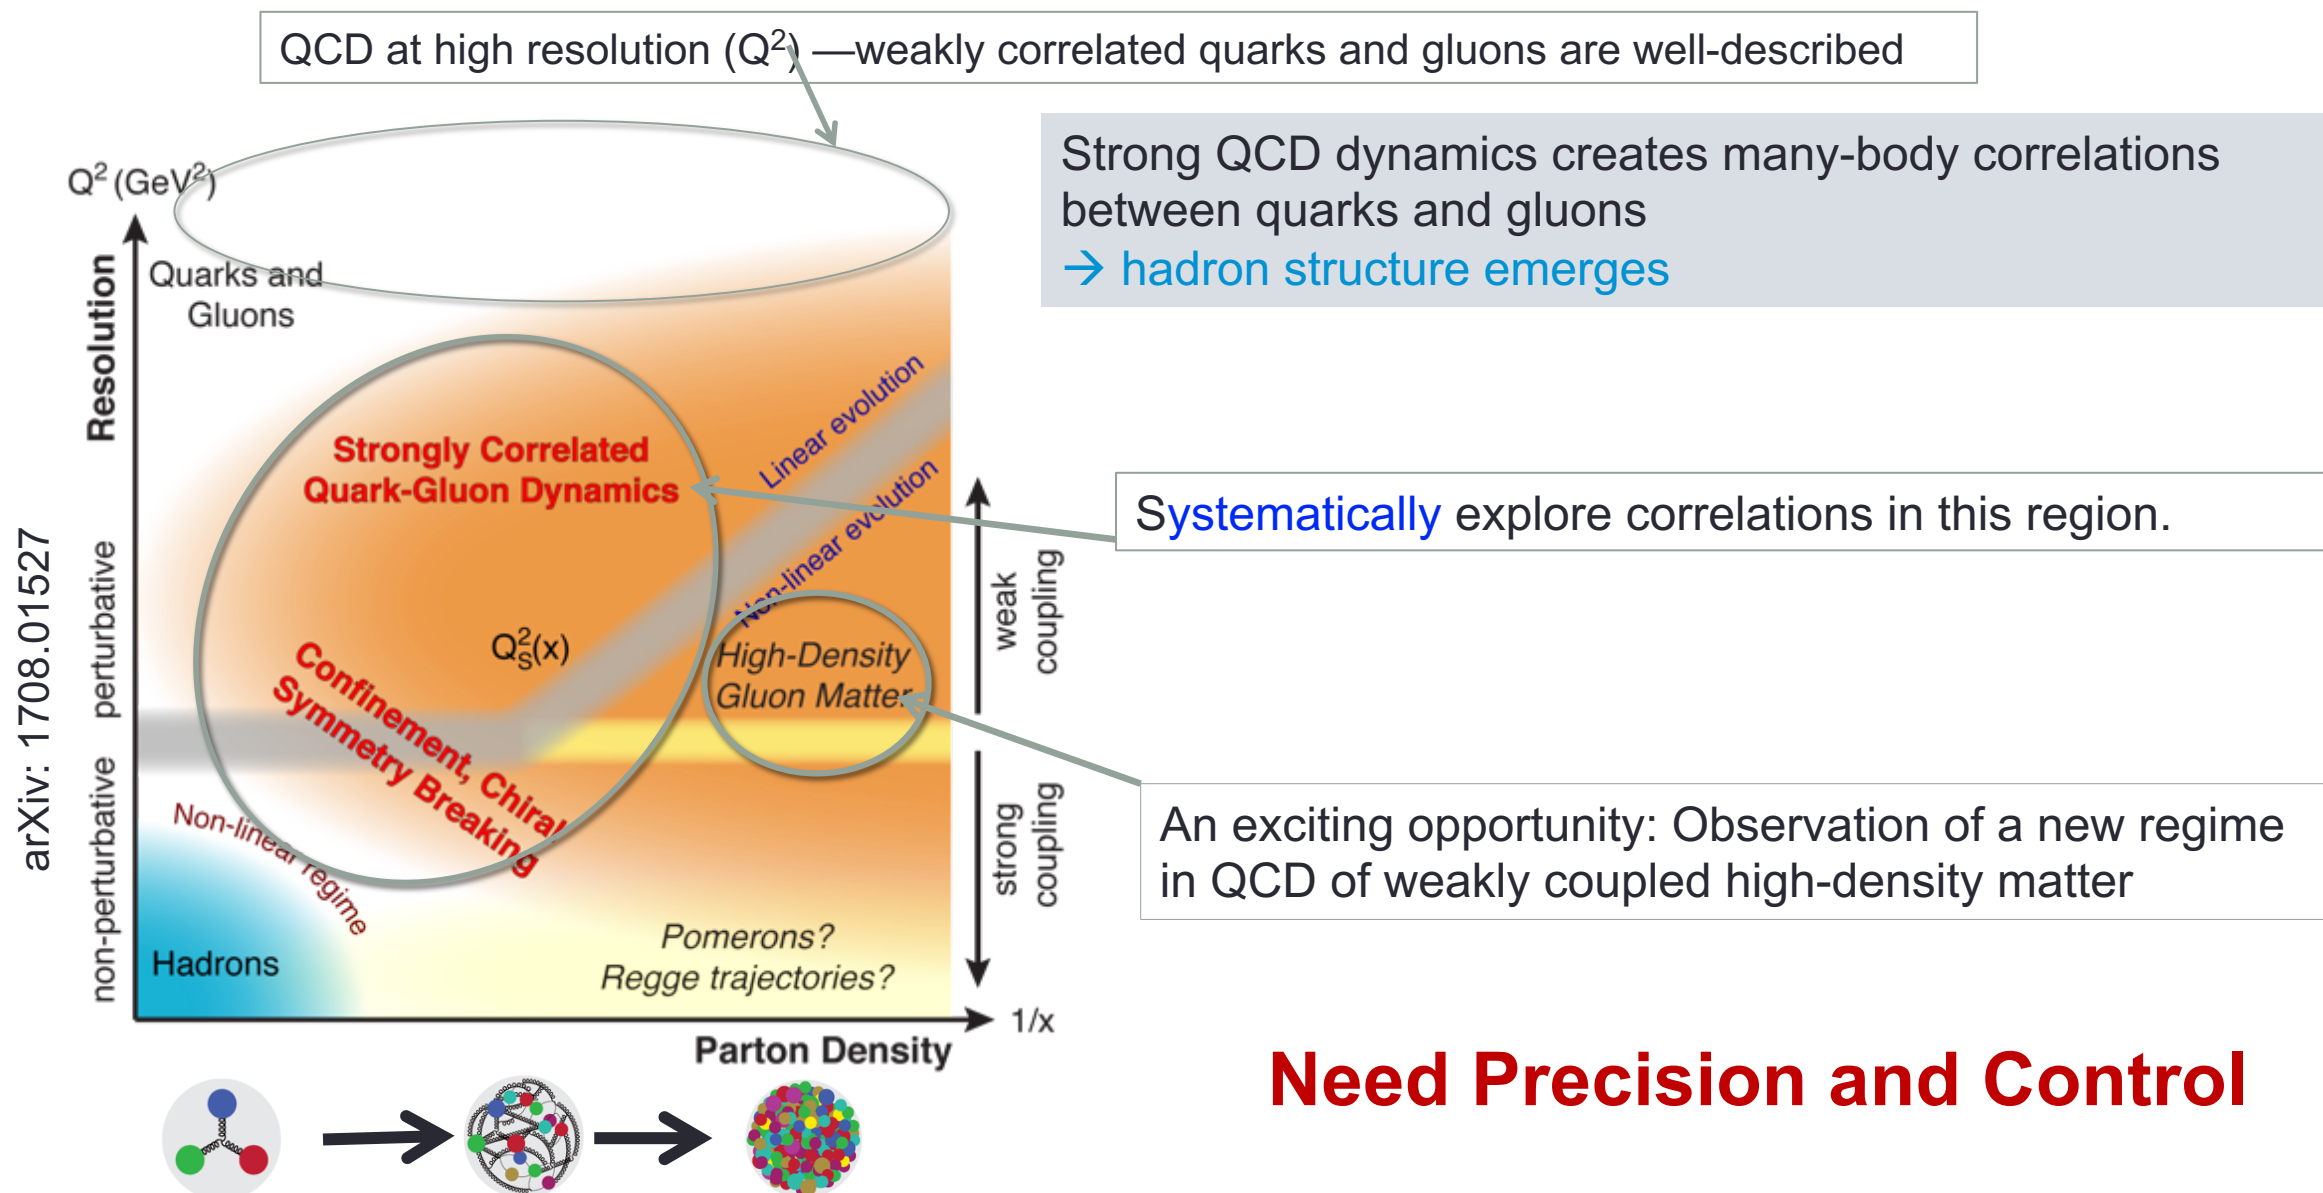 QCD at high resolution (Q²) —weakly correlated quarks and gluons are well-described
Strong QCD dynamics creates many-body correlations
between quarks and gluons
→ hadron structure emerges
Q² (GeV²)
Resolution
Quarks and
Gluons
Strongly Correlated
Quark-Gluon Dynamics
Linear evolution
Non-linear evolution
Systematically explore correlations in this region.
arXiv: 1708.01527
perturbative
non-perturbative
Q²S(x)
Confinement, Chiral
Symmetry Breaking
High-Density
Gluon Matter
weak
coupling
strong
coupling
An exciting opportunity: Observation of a new regime
in QCD of weakly coupled high-density matter
Non-linear regime
Hadrons
Pomerons?
Regge trajectories?
1/x
Parton Density
Need Precision and Control